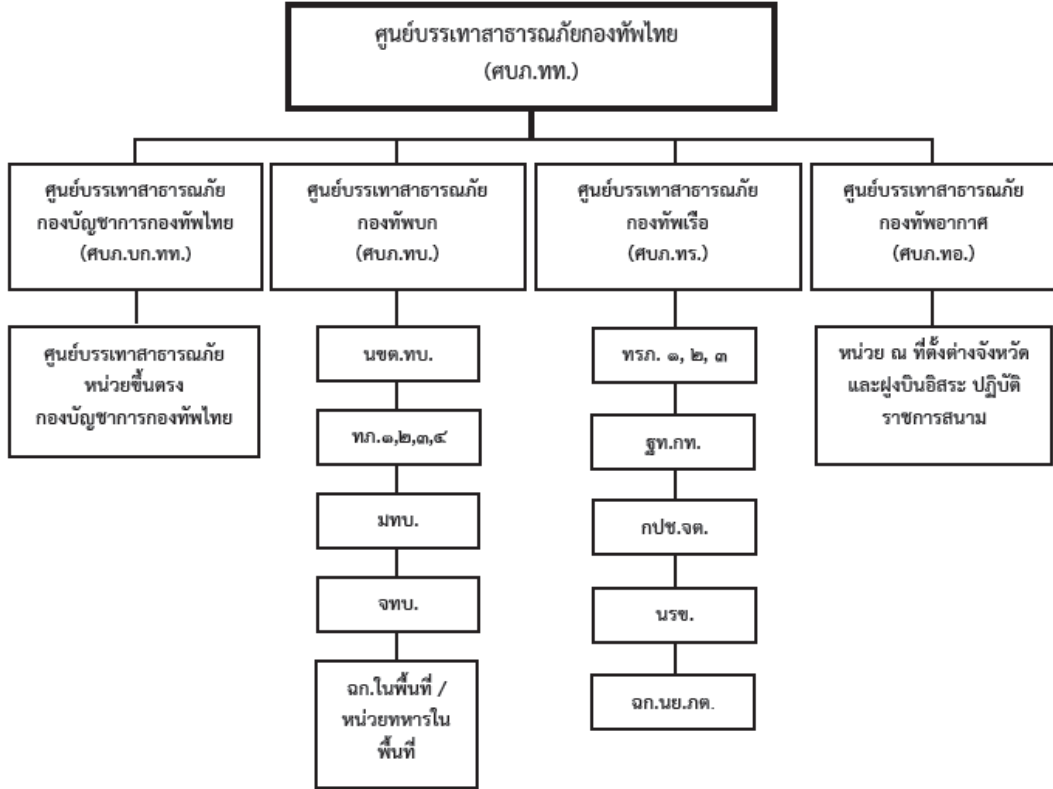 ศูนย์บรรเทาสาธารณภัยกองทัพไทย
(ศบภ.ทท.)
ศูนย์บรรเทาสาธารณภัย
กองบัญชาการกองทัพไทย
(ศบภ.บก.ทท.)
ศูนย์บรรเทาสาธารณภัย
กองทัพบก
(ศบภ.ทบ.)
ศูนย์บรรเทาสาธารณภัย
กองทัพเรือ
(ศบภ.ทร.)
ศูนย์บรรเทาสาธารณภัย
กองทัพอากาศ
(ศบภ.ทอ.)
ศูนย์บรรเทาสาธารณภัย
หน่วยขึ้นตรง
กองบัญชาการกองทัพไทย
นขต.ทบ.
ทภ.๑,๒,๓,๔
มทบ.
จทบ.
ฉก.ในพื้นที่ /
หน่วยทหารใน
พื้นที่
ทรภ. ๑, ๒, ๓
ฐท.กท.
กปช.จต.
นรข.
ฉก.นย.ภต.
หน่วย ณ ที่ตั้งต่างจังหวัด
และฝูงบินอิสระ ปฏิบัติ
ราชการสนาม